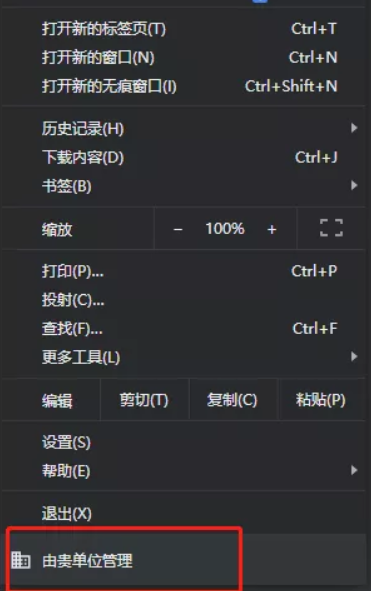 打开新的标签页(T) Ctrl+T
打开新的窗口(N) Ctrl+N
打开新的无痕窗口(I) Ctrl+Shift+N
历史记录(H)
下载内容(D) Ctrl+J
书签(B)
缩放 - 100% +
打印(P)... Ctrl+P
投射(C)...
查找(F)... Ctrl+F
更多工具(L)
编辑 剪切(T) 复制(C) 粘贴(P)
设置(S)
帮助(E)
退出(X)
由贵单位管理